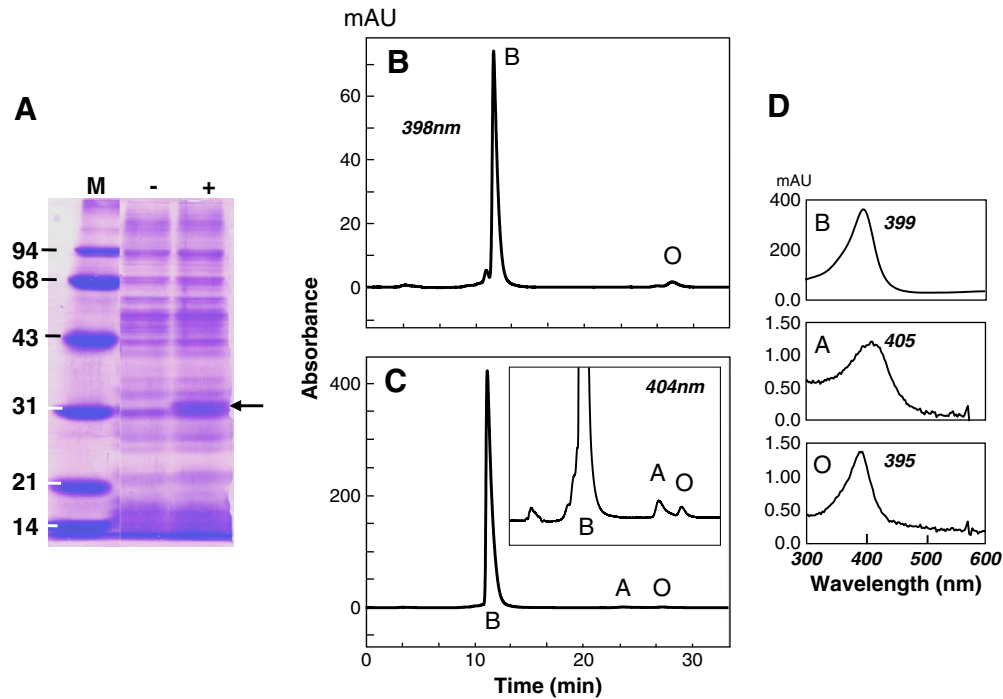 A
M - +
94
68
43
31
21
14
mAU
Absorbance
B
398nm
B
O
60
40
20
0
C
404nm
A
O
B
400
200
0
A
O
B
0 10 20 30
Time (min)
D
mAU
B
399
400
200
0.0
A
405
1.50
1.00
0.50
0.0
O
395
1.50
1.00
0.50
0.0
300 400 500 600
Wavelength (nm)